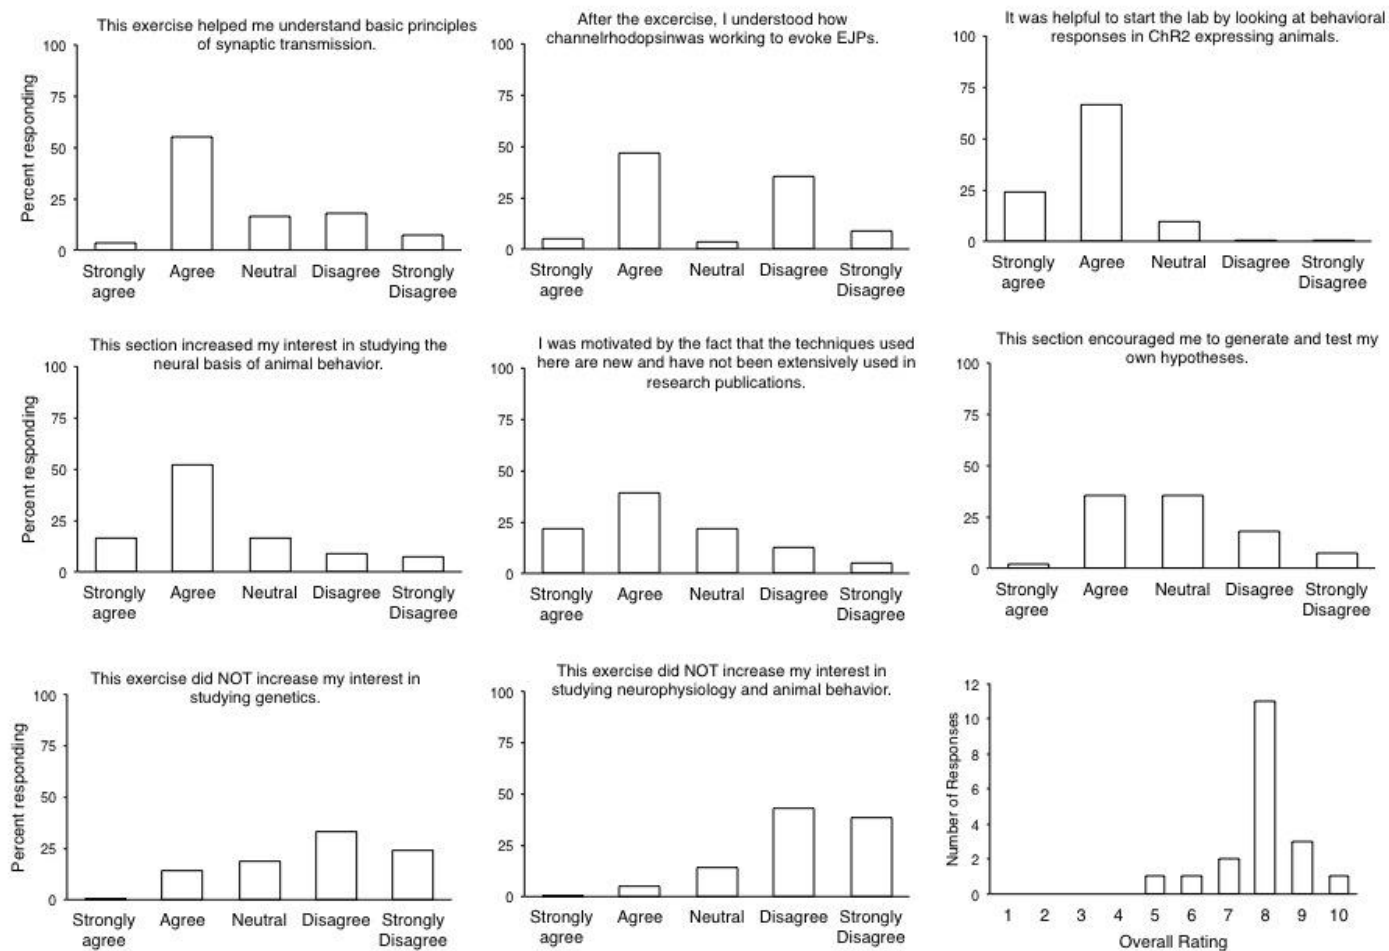 This exercise helped me understand basic principles
of synaptic transmission.
100
75
50
25
0
Percent responding
Strongly
agree
Agree
Neutral
Disagree
Strongly
Disagree
After the excercise, I understood how
channelrhodopsinwas working to evoke EJPs.
100
75
50
25
0
Strongly
agree
Agree
Neutral
Disagree
Strongly
Disagree
It was helpful to start the lab by looking at behavioral
responses in ChR2 expressing animals.
100
75
50
25
0
Strongly
agree
Agree
Neutral
Disagree
Strongly
Disagree
This section increased my interest in studying the
neural basis of animal behavior.
100
75
50
25
0
Percent responding
Strongly
agree
Agree
Neutral
Disagree
Strongly
Disagree
I was motivated by the fact that the techniques used
here are new and have not been extensively used in
research publications.
100
75
50
25
0
Strongly
agree
Agree
Neutral
Disagree
Strongly
Disagree
This section encouraged me to generate and test my
own hypotheses.
100
75
50
25
0
Strongly
agree
Agree
Neutral
Disagree
Strongly
Disagree
This exercise did NOT increase my interest in
studying genetics.
100
75
50
25
0
Percent responding
Strongly
agree
Agree
Neutral
Disagree
Strongly
Disagree
This exercise did NOT increase my interest in
studying neurophysiology and animal behavior.
100
75
50
25
0
Strongly
agree
Agree
Neutral
Disagree
Strongly
Disagree
12
10
8
6
4
2
0
Number of Responses
1 2 3 4 5 6 7 8 9 10
Overall Rating